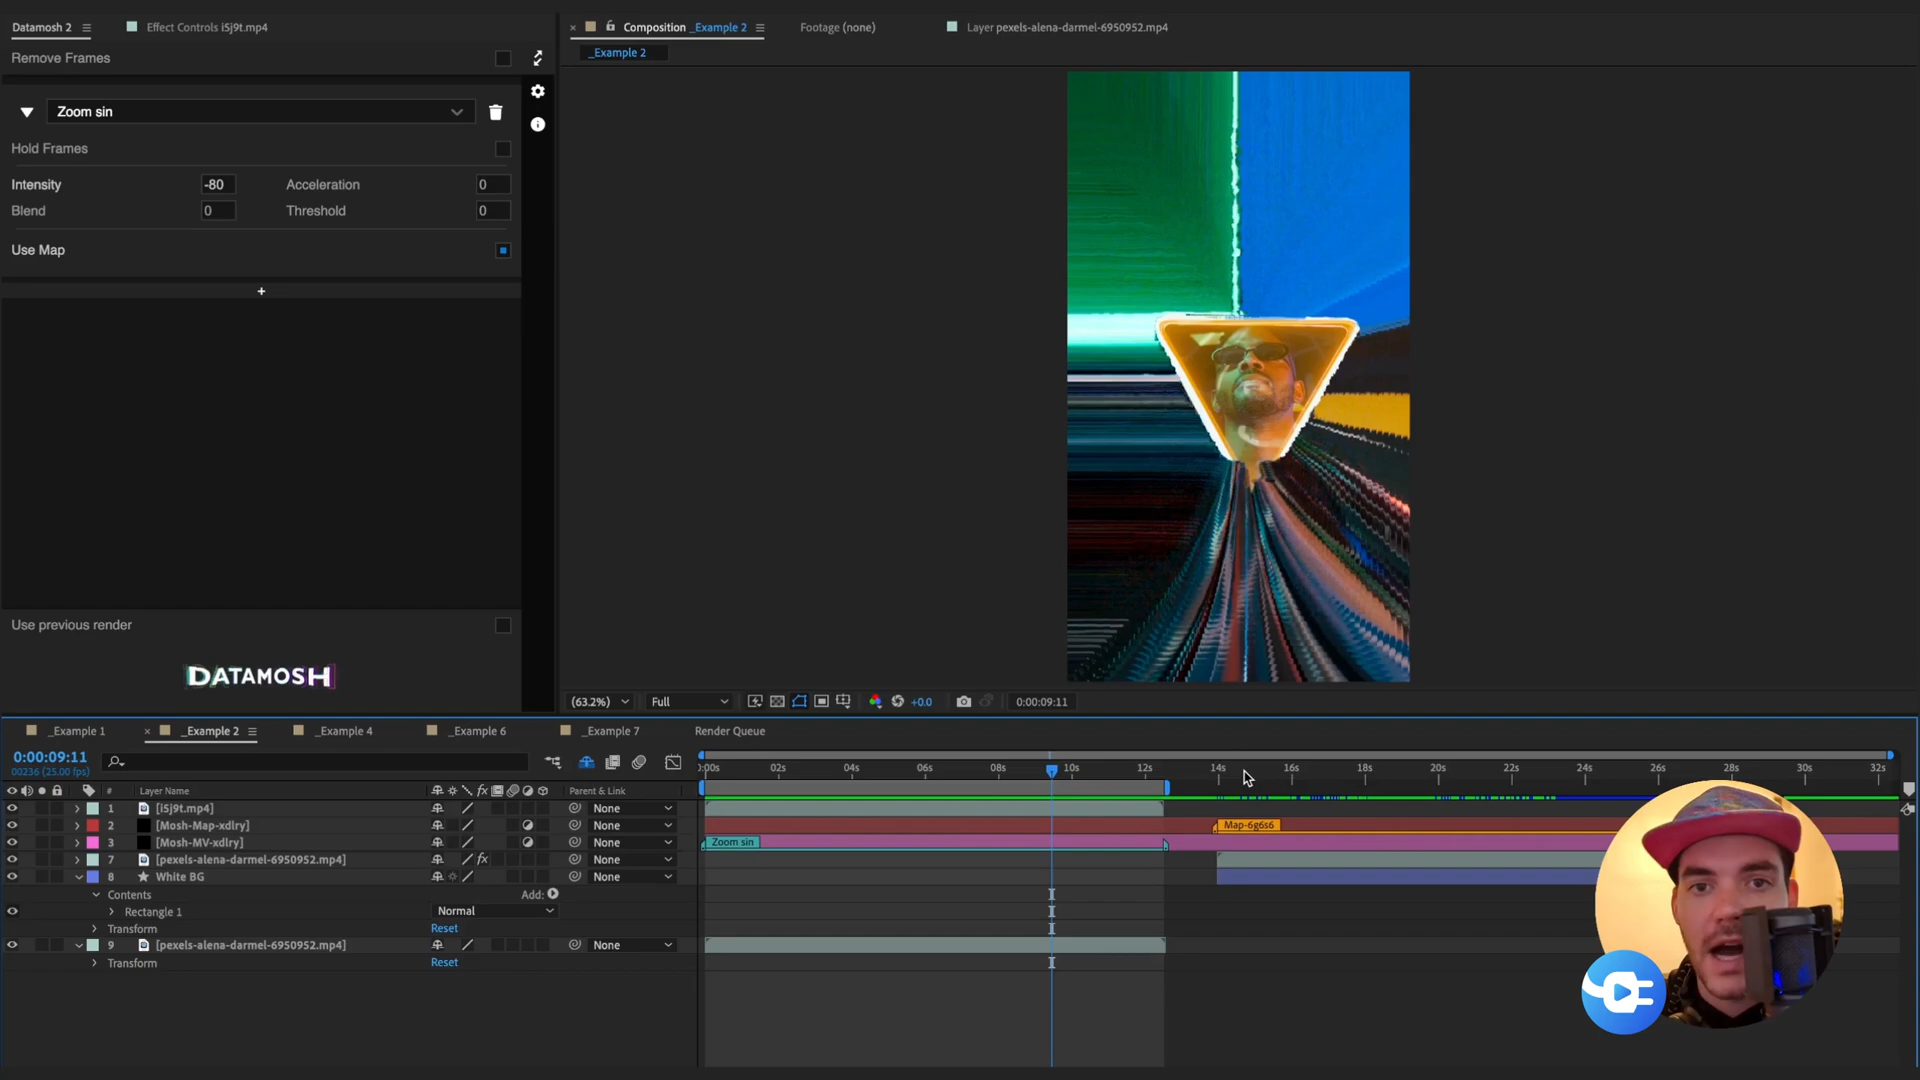 Datamosh 2
Effect Controls i5j9t.mp4
Composition _Example 2
Footage (none)
Layer pexels-alena-darmel-6950952.mp4
_Example 2
Remove Frames
Zoom sin
Hold Frames
Intensity -80 Acceleration 0
Blend 0 Threshold 0
Use Map
+
Use previous render
DATAMOSH
(63.2%) Full +0.0 0:00:09:11
_Example 1 _Example 2 _Example 4 _Example 6 _Example 7 Render Queue
0:00:09:11
00236 (25.00 fps)
):00s 02s 04s 06s 08s 10s 12s 14s 16s 18s 20s 22s 24s 26s 28s 30s 32s
# Layer Name fx Parent & Link
1 [i5j9t.mp4] None
2 [Mosh-Map-xdlry] None Map-6g6s6
3 [Mosh-MV-xdlry] None Zoom sin
7 [pexels-alena-darmel-6950952.mp4] fx None
8 White BG None
Contents Add:
Rectangle 1 Normal
Transform Reset
9 [pexels-alena-darmel-6950952.mp4] None
Transform Reset